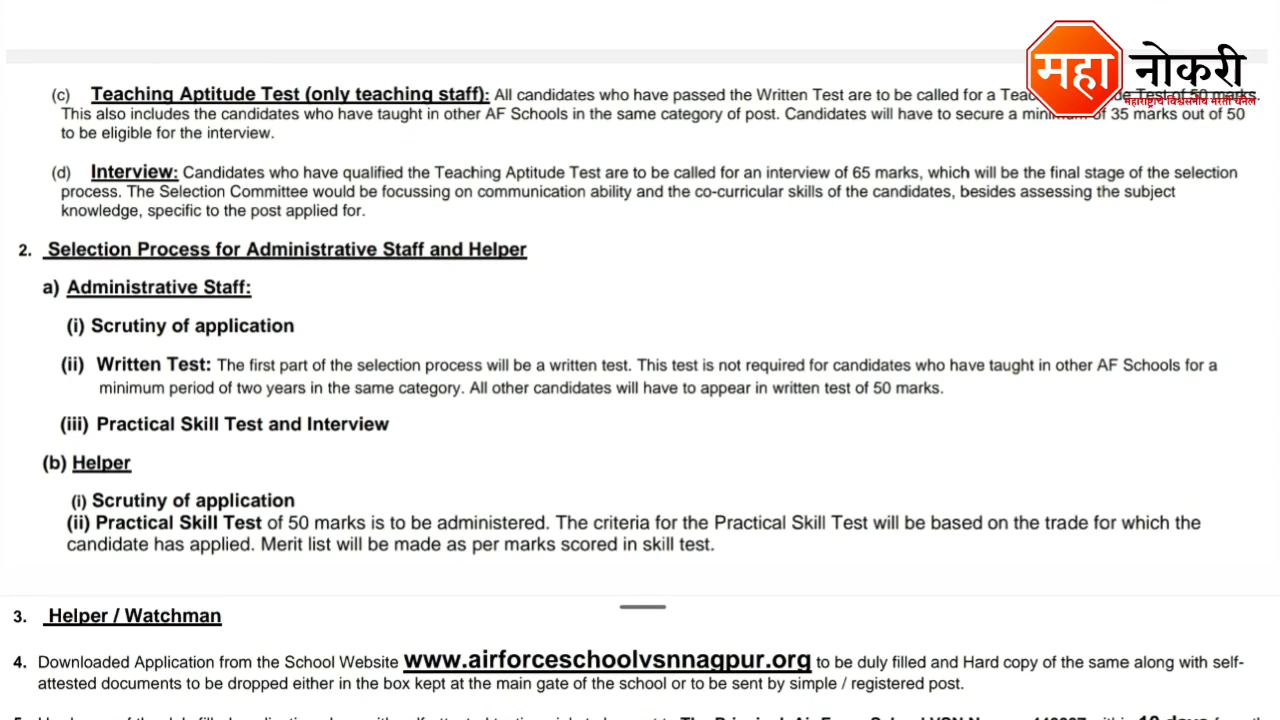 महा नोकरी
महाराष्ट्राचे विश्वसनीय भरती चॅनेल
(c) Teaching Aptitude Test (only teaching staff): All candidates who have passed the Written Test are to be called for a Test of 50 marks.
This also includes the candidates who have taught in other AF Schools in the same category of post. Candidates will have to secure a minimum of 35 marks out of 50
to be eligible for the interview.
(d) Interview: Candidates who have qualified the Teaching Aptitude Test are to be called for an interview of 65 marks, which will be the final stage of the selection
process. The Selection Committee would be focussing on communication ability and the co-curricular skills of the candidates, besides assessing the subject
knowledge, specific to the post applied for.
2. Selection Process for Administrative Staff and Helper
a) Administrative Staff:
(i) Scrutiny of application
(ii) Written Test: The first part of the selection process will be a written test. This test is not required for candidates who have taught in other AF Schools for a
minimum period of two years in the same category. All other candidates will have to appear in written test of 50 marks.
(iii) Practical Skill Test and Interview
(b) Helper
(i) Scrutiny of application
(ii) Practical Skill Test of 50 marks is to be administered. The criteria for the Practical Skill Test will be based on the trade for which the
candidate has applied. Merit list will be made as per marks scored in skill test.
3. Helper / Watchman
4. Downloaded Application from the School Website www.airforceschoolvsnnagpur.org to be duly filled and Hard copy of the same along with self-
attested documents to be dropped either in the box kept at the main gate of the school or to be sent by simple / registered post.